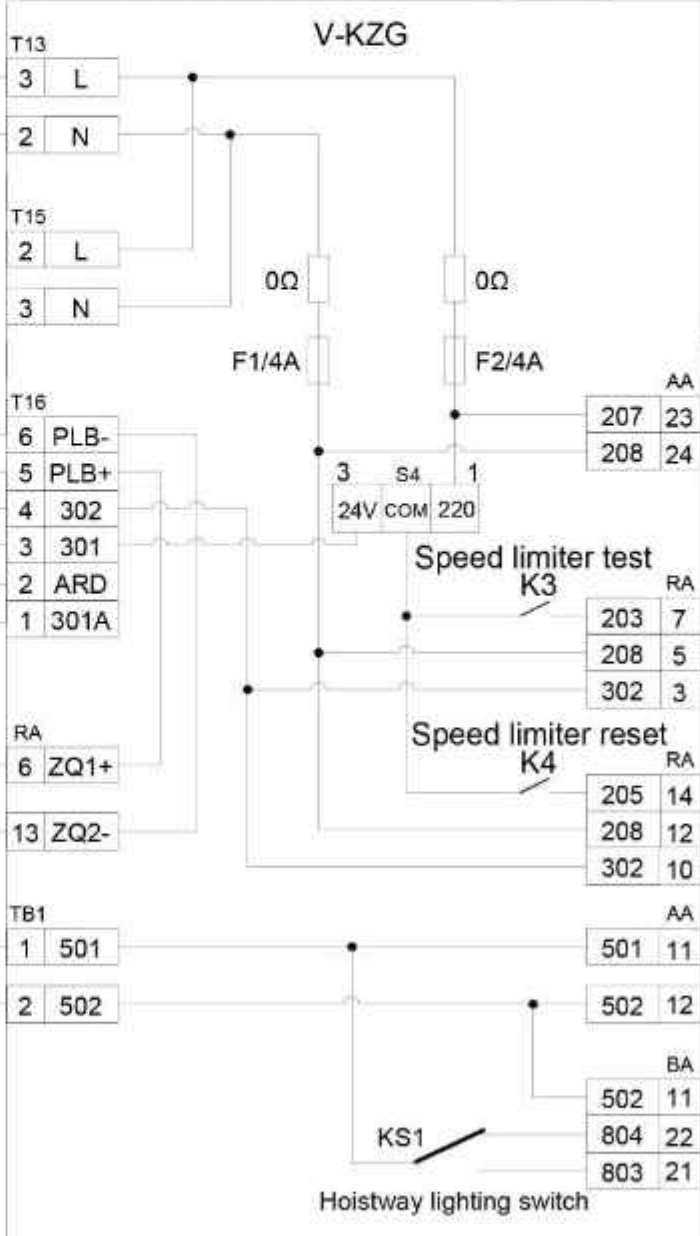 V-KZG
T13
3 L
2 N
T15
2 L
3 N
0Ω 0Ω
F1/4A F2/4A
AA
207 23
208 24
T16
6 PLB-
5 PLB+
4 302
3 301
2 ARD
1 301A
3 S4 1
24V COM 220
Speed limiter test
K3
RA
203 7
208 5
302 3
RA
6 ZQ1+
13 ZQ2-
Speed limiter reset
K4
RA
205 14
208 12
302 10
TB1
1 501
2 502
AA
501 11
502 12
BA
502 11
804 22
803 21
KS1
Hoistway lighting switch